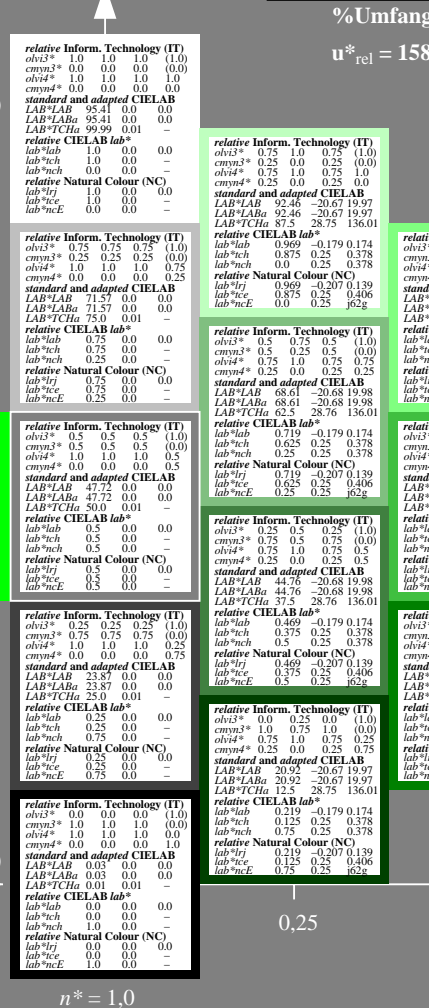 %Umfang
u*rel = 158
relative Inform. Technology (IT)
olvi3* 1.0 1.0 1.0 (1.0)
cmyn3* 0.0 0.0 0.0 (0.0)
olvi4* 1.0 1.0 1.0 1.0
cmyn4* 0.0 0.0 0.0 0.0
standard and adapted CIELAB
LAB*LAB 95.41 0.0 0.0
LAB*LABa 95.41 0.0 0.0
LAB*TCHa 99.99 0.01 –
relative CIELAB lab*
lab*lab 1.0 0.0 0.0
lab*tch 1.0 0.0 –
lab*nch 0.0 0.0 –
relative Natural Colour (NC)
lab*lrj 1.0 0.0 0.0
lab*tce 1.0 0.0 –
lab*ncE 0.0 0.0 –
relative Inform. Technology (IT)
olvi3* 0.75 0.75 0.75 (1.0)
cmyn3* 0.25 0.25 0.25 (0.0)
olvi4* 1.0 1.0 1.0 0.75
cmyn4* 0.0 0.0 0.0 0.25
standard and adapted CIELAB
LAB*LAB 71.57 0.0 0.0
LAB*LABa 71.57 0.0 0.0
LAB*TCHa 75.0 0.01 –
relative CIELAB lab*
lab*lab 0.75 0.0 0.0
lab*tch 0.75 0.0 –
lab*nch 0.25 0.0 –
relative Natural Colour (NC)
lab*lrj 0.75 0.0 0.0
lab*tce 0.75 0.0 –
lab*ncE 0.25 0.0 –
relative Inform. Technology (IT)
olvi3* 0.5 0.5 0.5 (1.0)
cmyn3* 0.5 0.5 0.5 (0.0)
olvi4* 1.0 1.0 1.0 0.5
cmyn4* 0.0 0.0 0.0 0.5
standard and adapted CIELAB
LAB*LAB 47.72 0.0 0.0
LAB*LABa 47.72 0.0 0.0
LAB*TCHa 50.0 0.01 –
relative CIELAB lab*
lab*lab 0.5 0.0 0.0
lab*tch 0.5 0.0 –
lab*nch 0.5 0.0 –
relative Natural Colour (NC)
lab*lrj 0.5 0.0 0.0
lab*tce 0.5 0.0 –
lab*ncE 0.5 0.0 –
relative Inform. Technology (IT)
olvi3* 0.25 0.25 0.25 (1.0)
cmyn3* 0.75 0.75 0.75 (0.0)
olvi4* 1.0 1.0 1.0 0.25
cmyn4* 0.0 0.0 0.0 0.75
standard and adapted CIELAB
LAB*LAB 23.87 0.0 0.0
LAB*LABa 23.87 0.0 0.0
LAB*TCHa 25.0 0.01 –
relative CIELAB lab*
lab*lab 0.25 0.0 0.0
lab*tch 0.25 0.0 –
lab*nch 0.75 0.0 –
relative Natural Colour (NC)
lab*lrj 0.25 0.0 0.0
lab*tce 0.25 0.0 –
lab*ncE 0.75 0.0 –
relative Inform. Technology (IT)
olvi3* 0.0 0.0 0.0 (1.0)
cmyn3* 1.0 1.0 1.0 (0.0)
olvi4* 1.0 1.0 1.0 0.0
cmyn4* 0.0 0.0 0.0 1.0
standard and adapted CIELAB
LAB*LAB 0.03 0.0 0.0
LAB*LABa 0.03 0.0 0.0
LAB*TCHa 0.01 0.01 –
relative CIELAB lab*
lab*lab 0.0 0.0 0.0
lab*tch 0.0 0.0 –
lab*nch 1.0 0.0 –
relative Natural Colour (NC)
lab*lrj 0.0 0.0 0.0
lab*tce 0.0 0.0 –
lab*ncE 1.0 0.0 –
n* = 1,0
relative Inform. Technology (IT)
olvi3* 0.75 1.0 0.75 (1.0)
cmyn3* 0.25 0.0 0.25 (0.0)
olvi4* 0.75 1.0 0.75 1.0
cmyn4* 0.25 0.0 0.25 0.0
standard and adapted CIELAB
LAB*LAB 92.46 –20.67 19.97
LAB*LABa 92.46 –20.67 19.97
LAB*TCHa 87.5 28.75 136.01
relative CIELAB lab*
lab*lab 0.969 –0.179 0.174
lab*tch 0.875 0.25 0.378
lab*nch 0.0 0.25 0.378
relative Natural Colour (NC)
lab*lrj 0.969 –0.207 0.139
lab*tce 0.875 0.25 0.406
lab*ncE 0.0 0.25 j62g
relative Inform. Technology (IT)
olvi3* 0.5 0.75 0.5 (1.0)
cmyn3* 0.5 0.25 0.5 (0.0)
olvi4* 0.75 1.0 0.75 0.75
cmyn4* 0.25 0.0 0.25 0.25
standard and adapted CIELAB
LAB*LAB 68.61 –20.68 19.98
LAB*LABa 68.61 –20.68 19.98
LAB*TCHa 62.5 28.76 136.01
relative CIELAB lab*
lab*lab 0.719 –0.179 0.174
lab*tch 0.625 0.25 0.378
lab*nch 0.25 0.25 0.378
relative Natural Colour (NC)
lab*lrj 0.719 –0.207 0.139
lab*tce 0.625 0.25 0.406
lab*ncE 0.25 0.25 j62g
relative Inform. Technology (IT)
olvi3* 0.25 0.5 0.25 (1.0)
cmyn3* 0.75 0.5 0.75 (0.0)
olvi4* 0.75 1.0 0.75 0.5
cmyn4* 0.25 0.0 0.25 0.5
standard and adapted CIELAB
LAB*LAB 44.76 –20.68 19.98
LAB*LABa 44.76 –20.68 19.98
LAB*TCHa 37.5 28.76 136.01
relative CIELAB lab*
lab*lab 0.469 –0.179 0.174
lab*tch 0.375 0.25 0.378
lab*nch 0.5 0.25 0.378
relative Natural Colour (NC)
lab*lrj 0.469 –0.207 0.139
lab*tce 0.375 0.25 0.406
lab*ncE 0.5 0.25 j62g
relative Inform. Technology (IT)
olvi3* 0.0 0.25 0.0 (1.0)
cmyn3* 1.0 0.75 1.0 (0.0)
olvi4* 0.75 1.0 0.75 0.25
cmyn4* 0.25 0.0 0.25 0.75
standard and adapted CIELAB
LAB*LAB 20.92 –20.67 19.97
LAB*LABa 20.92 –20.67 19.97
LAB*TCHa 12.5 28.75 136.01
relative CIELAB lab*
lab*lab 0.219 –0.179 0.174
lab*tch 0.125 0.25 0.378
lab*nch 0.75 0.25 0.378
relative Natural Colour (NC)
lab*lrj 0.219 –0.207 0.139
lab*tce 0.125 0.25 0.406
lab*ncE 0.75 0.25 j62g
0,25